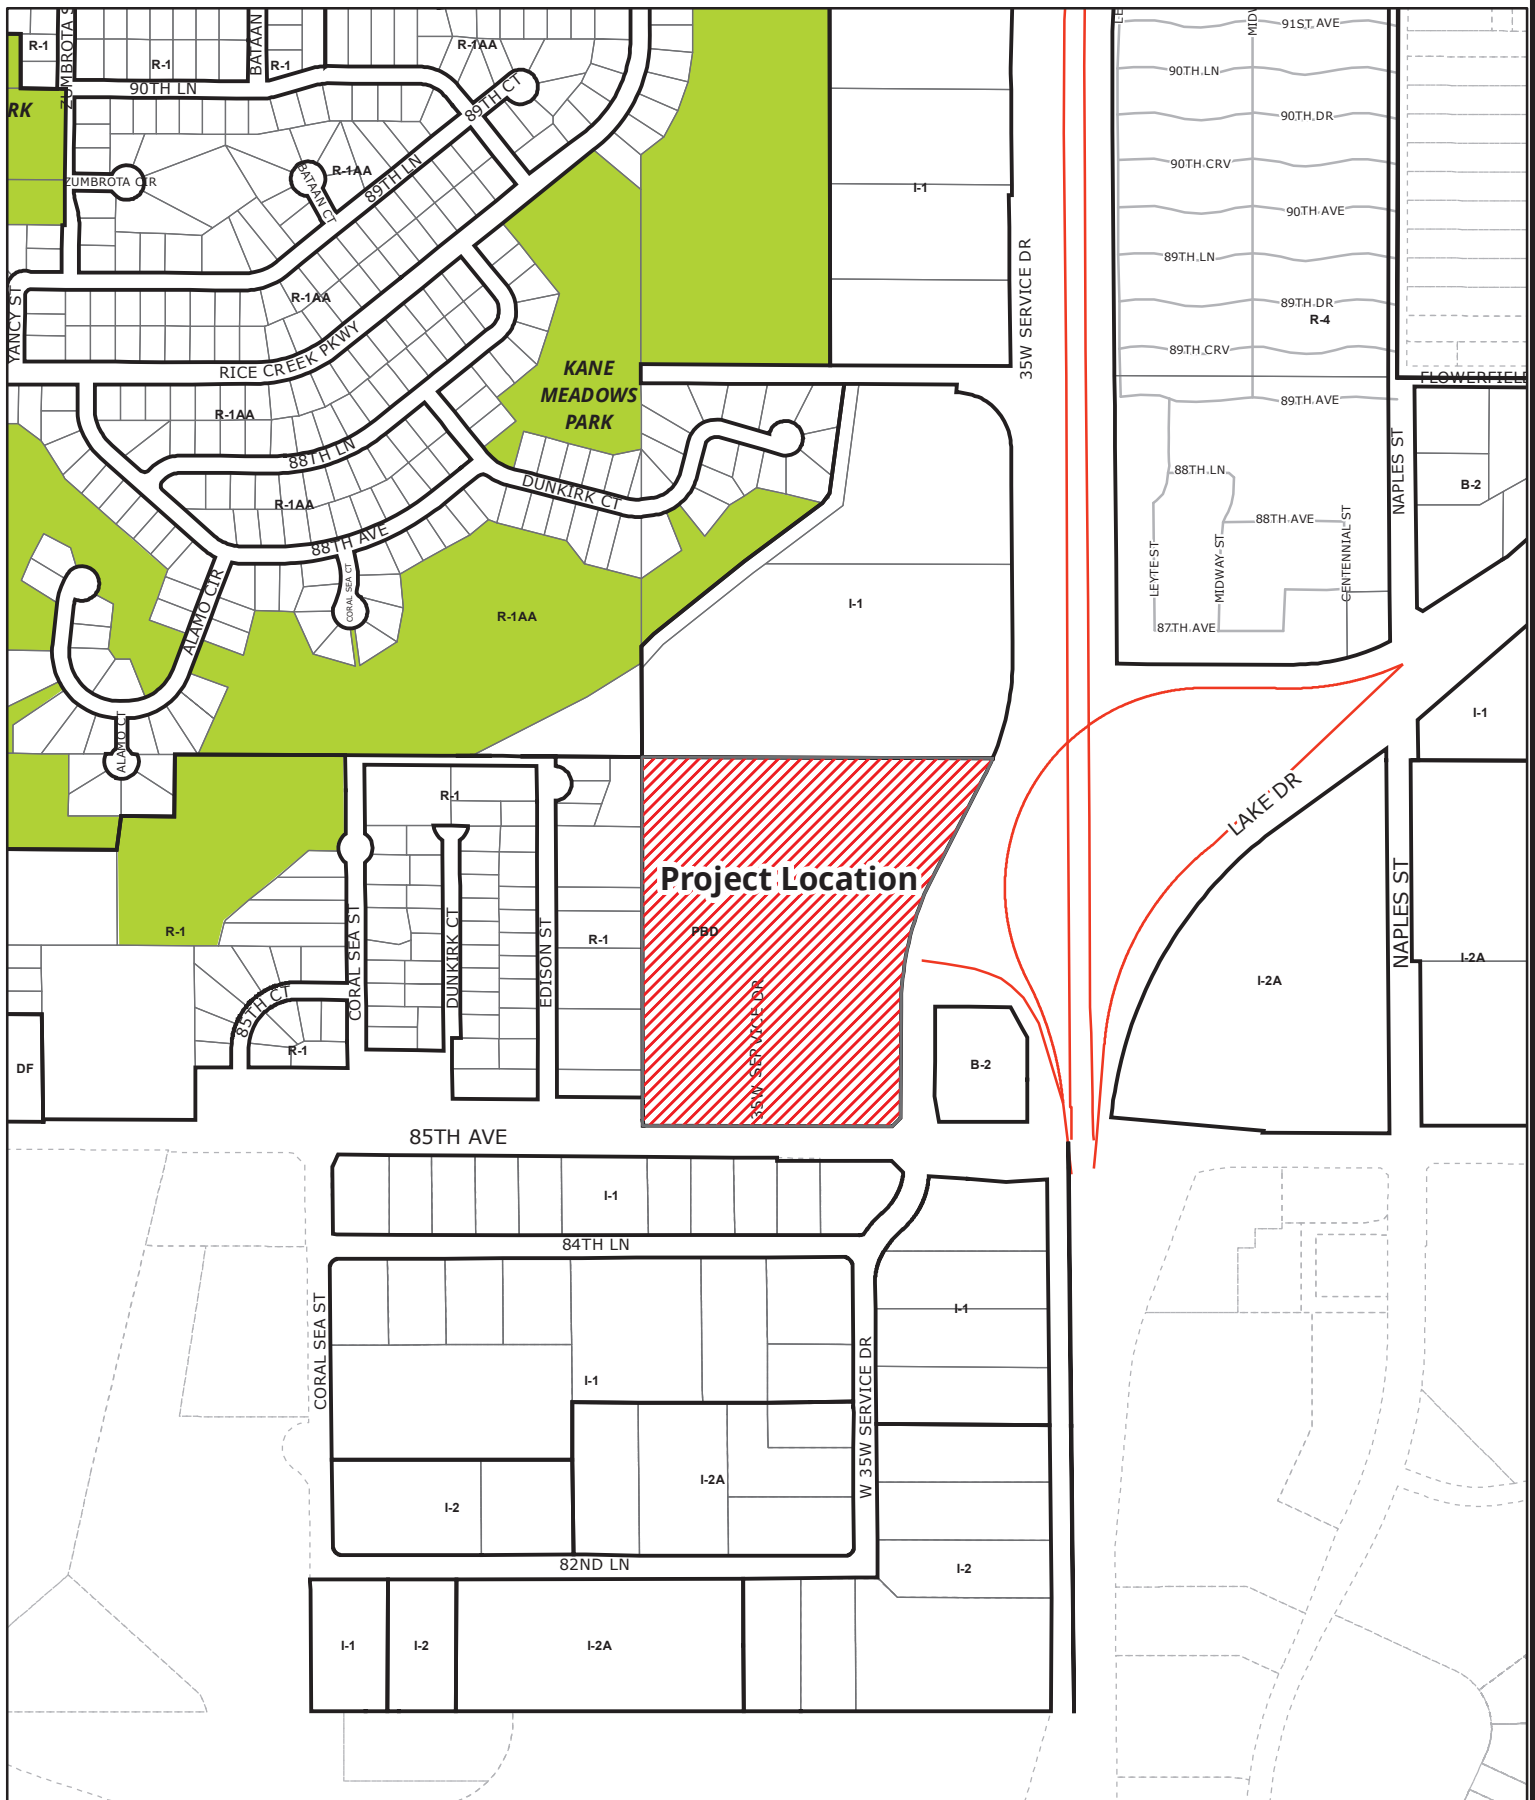 R-1
ZUMBROTA S
R-1
BATAAN
R-1
R-1AA
91ST AVE
90TH LN
89TH CT
90TH LN
RK
90TH DR
ZUMBROTA CIR
BATAAN CT
R-1AA
89TH LN
I-1
90TH CRV
90TH AVE
89TH LN
35W SERVICE DR
YANCY ST
R-1AA
89TH DR
R-4
RICE CREEK PKWY
KANE
MEADOWS
PARK
89TH CRV
FLOWERFIELD
R-1AA
89TH AVE
88TH LN
NAPLES ST
88TH LN
B-2
R-1AA
DUNKIRK CT
88TH AVE
88TH AVE
LEYTE ST
MIDWAY ST
CENTENNIAL ST
CORAL SEA CT
ALAMO CIR
R-1AA
I-1
87TH AVE
ALAMO CT
I-1
R-1
LAKE DR
Project Location
PBD
R-1
R-1
CORAL SEA ST
DUNKIRK CT
EDISON ST
NAPLES ST
I-2A
I-2A
85TH CT
R-1
35W SERVICE DR
DF
B-2
85TH AVE
I-1
84TH LN
CORAL SEA ST
I-1
I-1
W 35W SERVICE DR
I-2A
I-2
82ND LN
I-2
I-1
I-2
I-2A